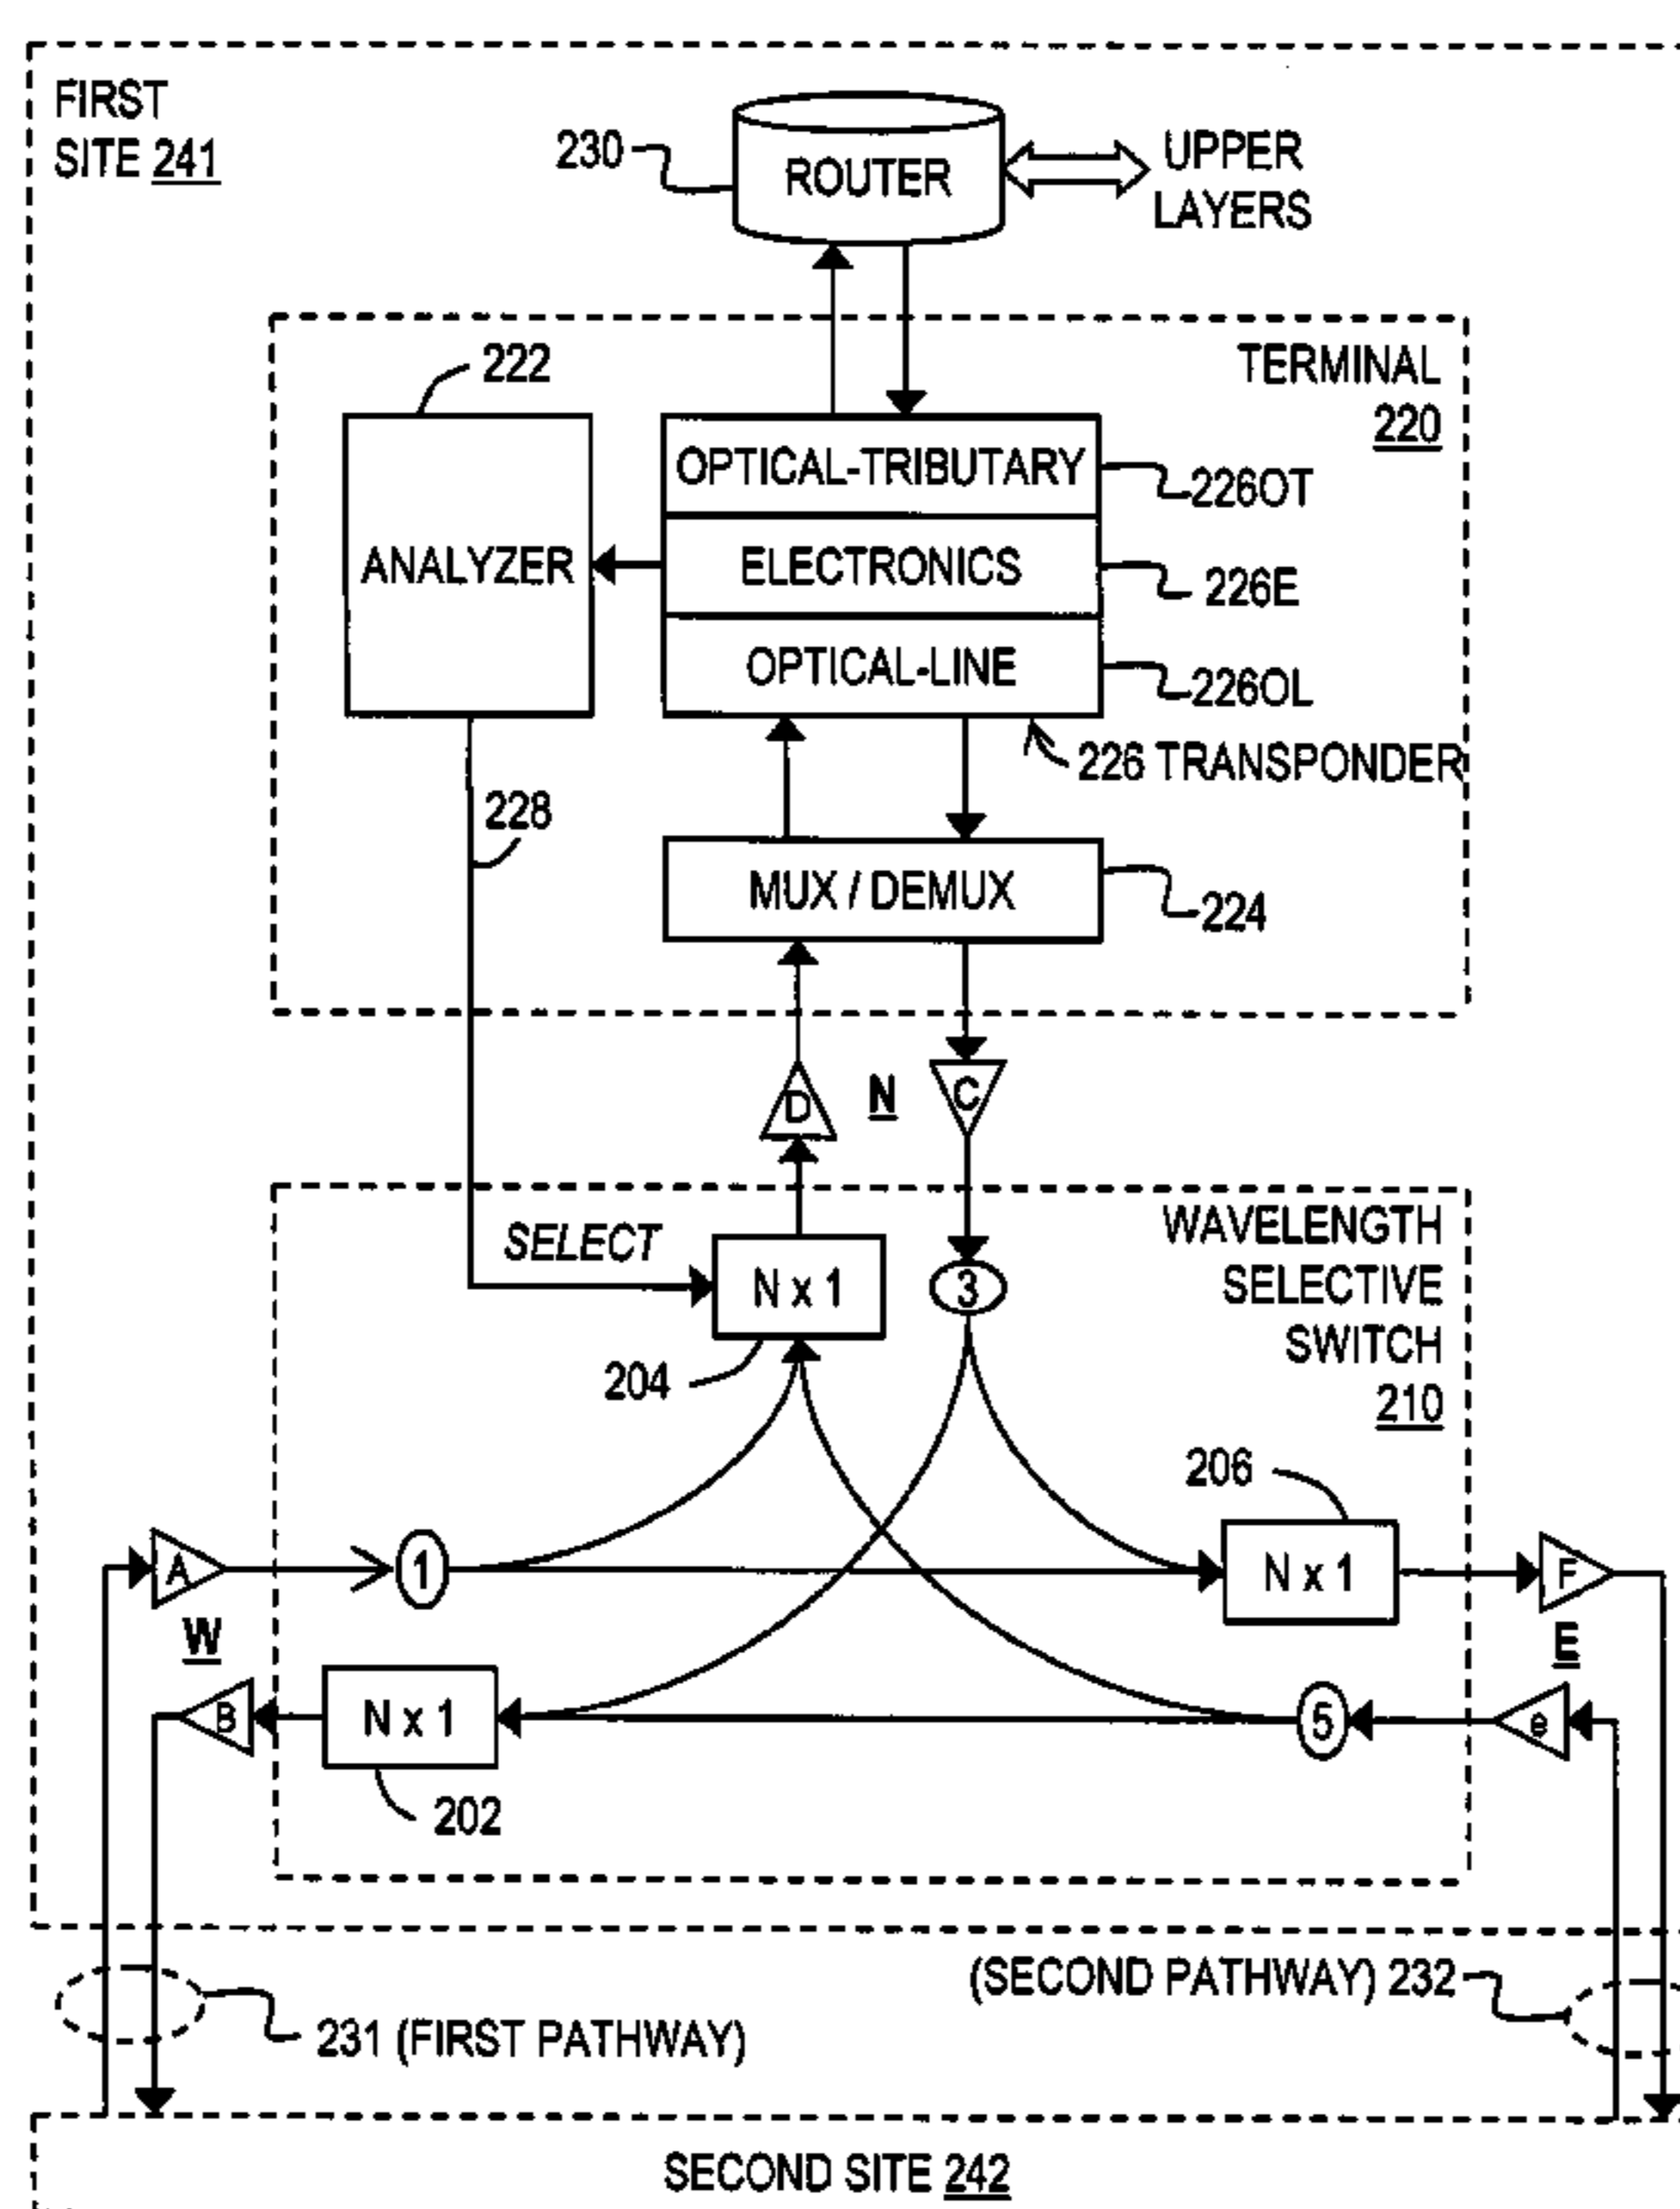 FIRST
SITE 241
230
ROUTER
UPPER
LAYERS
222
TERMINAL
220
ANALYZER
OPTICAL-TRIBUTARY
226OT
ELECTRONICS
226E
OPTICAL-LINE
226OL
226 TRANSPONDER
228
MUX / DEMUX
224
D
N
C
SELECT
N x 1
3
WAVELENGTH
SELECTIVE
SWITCH
210
204
206
A
1
N x 1
F
W
E
B
N x 1
5
e
202
(SECOND PATHWAY) 232
231 (FIRST PATHWAY)
SECOND SITE 242